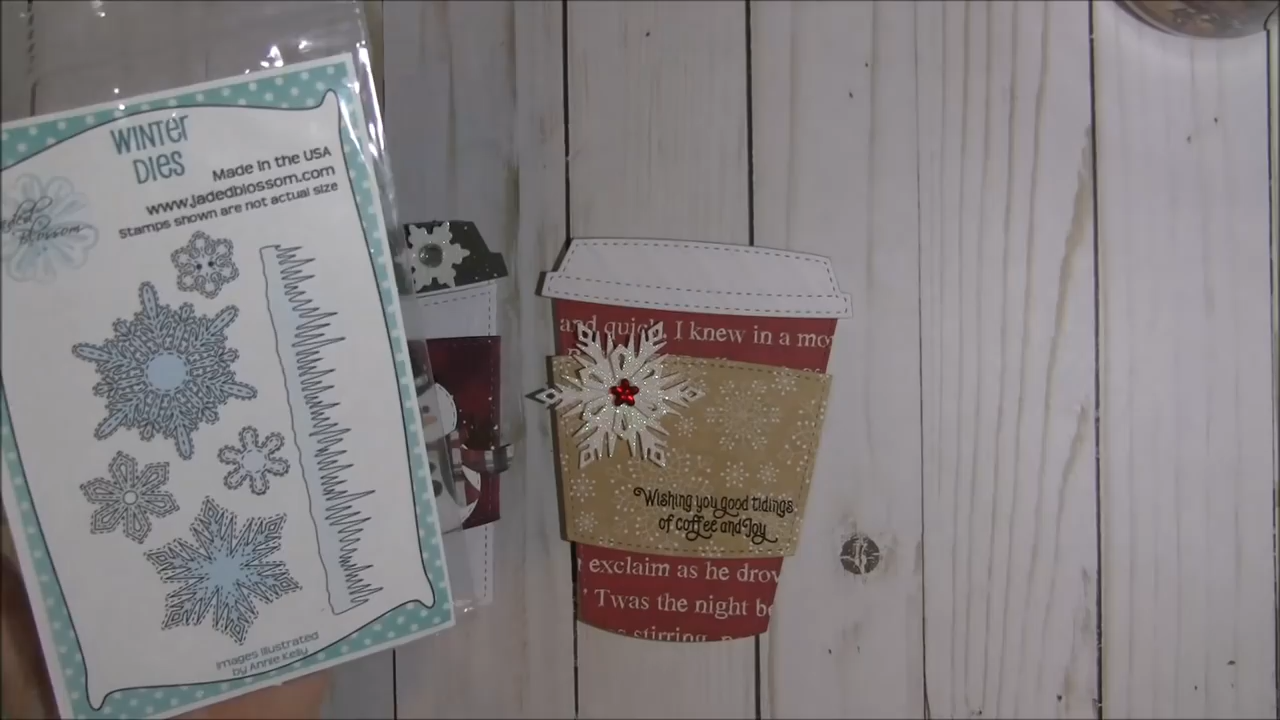 WINTER
DIES
Made in the USA
www.jadedblossom.com
Stamps shown are not actual size
Blossom
Images illustrated
by Annie Kelly
and quick, I knew in a mo
Wishing you good tidings
of coffee and Joy
exclaim as he drov
'Twas the night be
stirring,